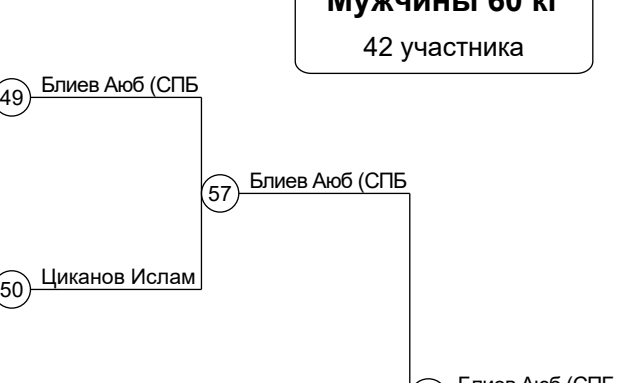 Мужчины 60 кг
42 участника
49 Блиев Аюб (СПБ
57 Блиев Аюб (СПБ
50 Циканов Ислам
Блиев Аюб (СПБ